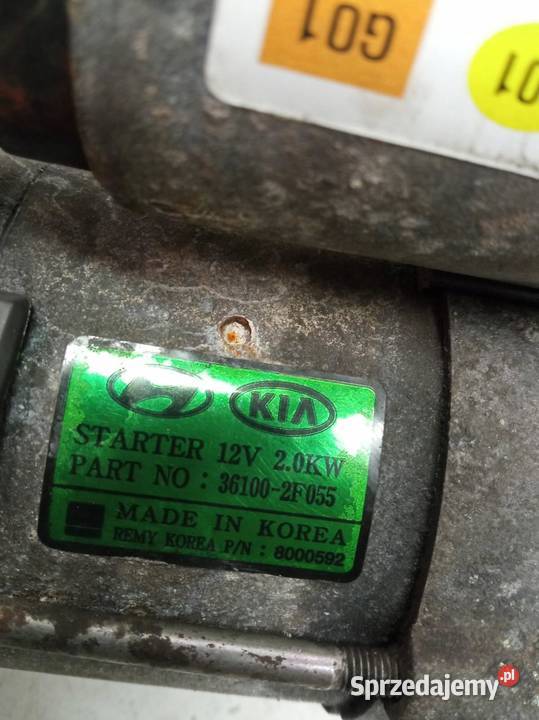 G01
01
KIA
STARTER 12V 2.0KW
PART NO : 36100-2F055
MADE IN KOREA
REMY KOREA P/N : 8000592
Sprzedajemy.pl